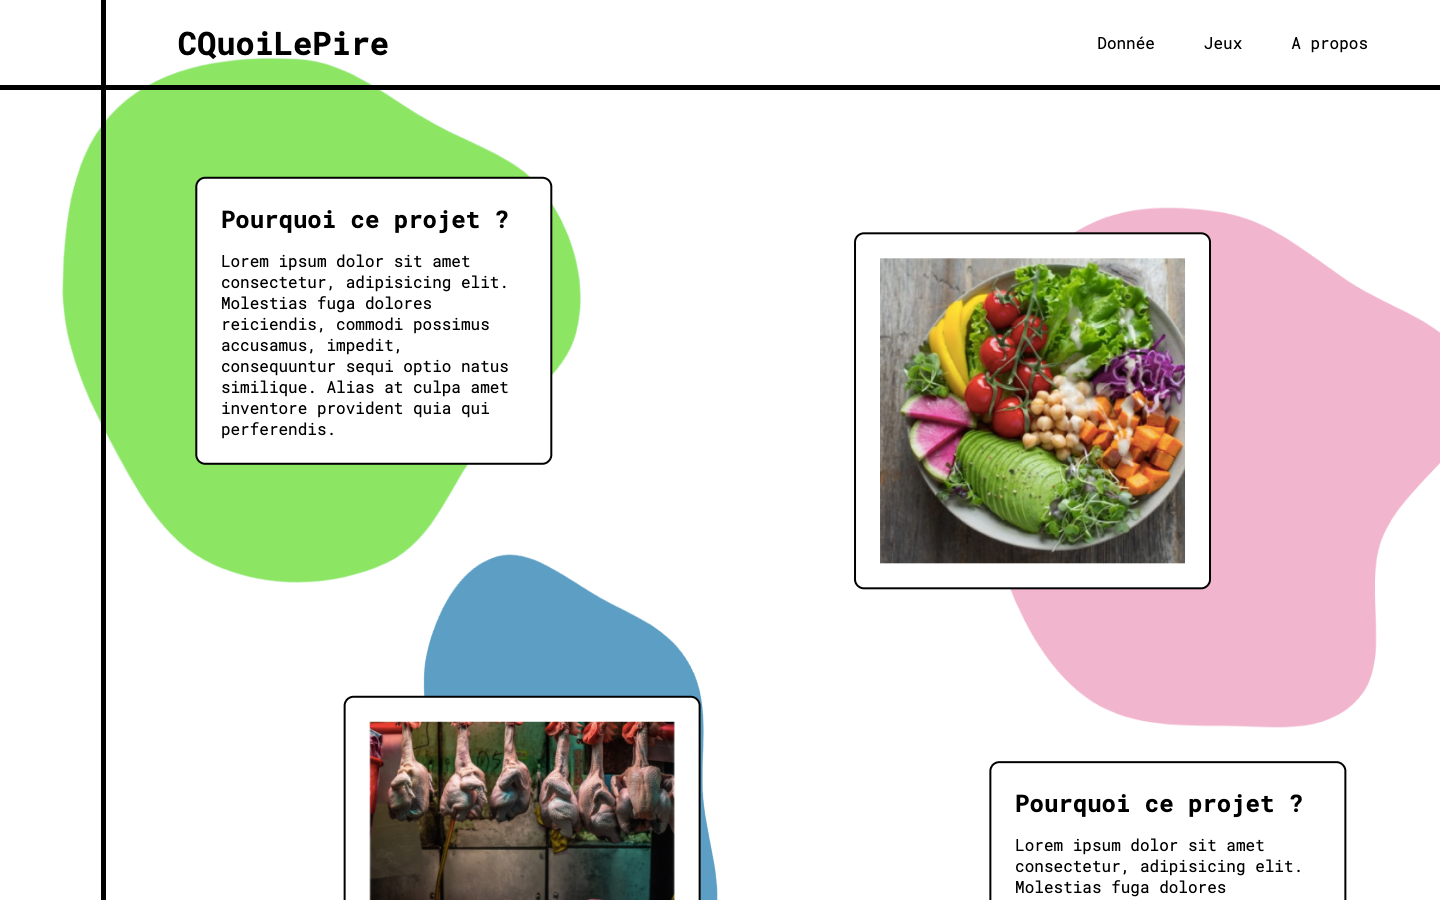 CQuoiLePire
Donnée
Jeux
A propos
Pourquoi ce projet ?
Lorem ipsum dolor sit amet
consectetur, adipisicing elit.
Molestias fuga dolores
reiciendis, commodi possimus
accusamus, impedit,
consequuntur sequi optio natus
similique. Alias at culpa amet
inventore provident quia qui
perferendis.
Pourquoi ce projet ?
Lorem ipsum dolor sit amet
consectetur, adipisicing elit.
Molestias fuga dolores